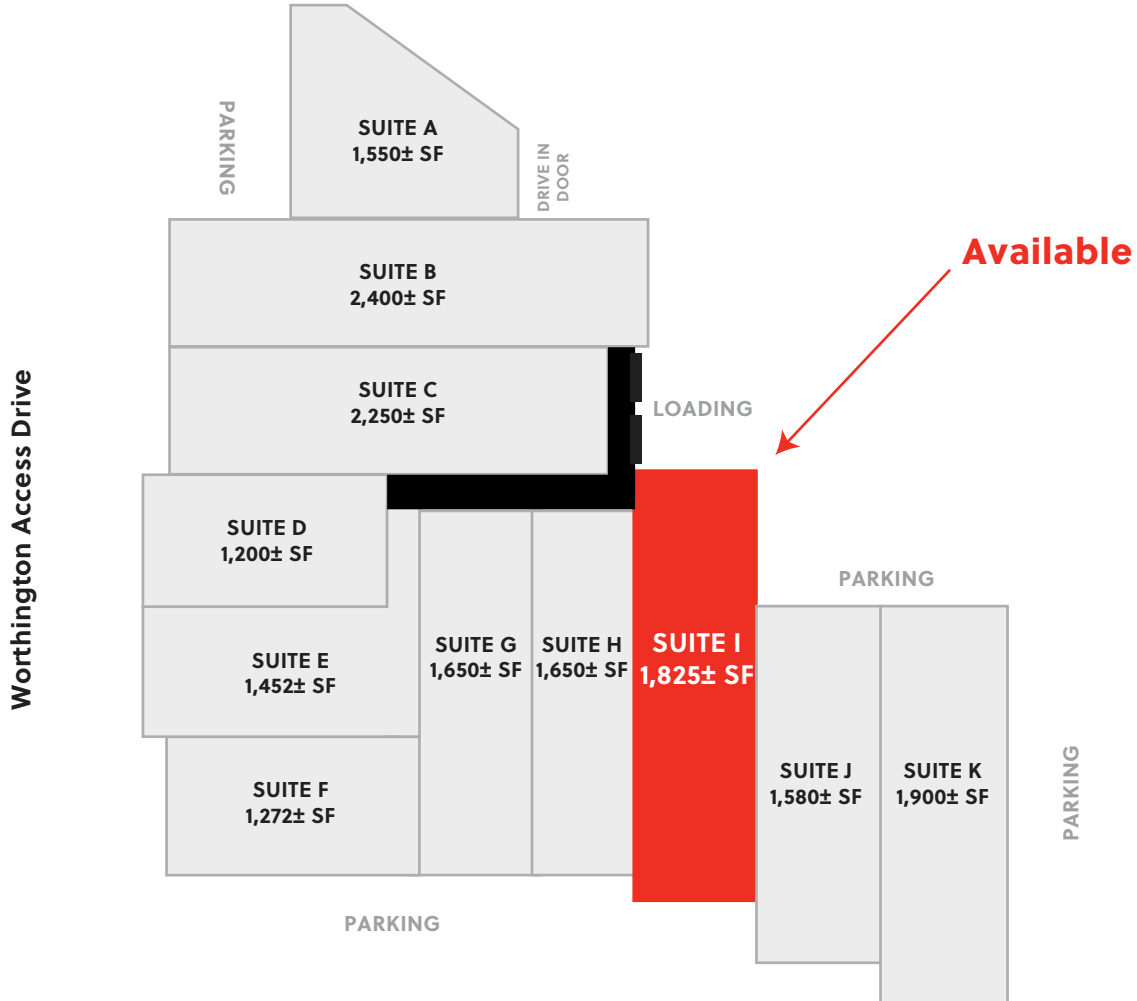 PARKING
SUITE A
1,550± SF
DRIVE IN
DOOR
SUITE B
2,400± SF
Available
SUITE C
2,250± SF
LOADING
Worthington Access Drive
SUITE D
1,200± SF
PARKING
SUITE E
1,452± SF
SUITE G
1,650± SF
SUITE H
1,650± SF
SUITE I
1,825± SF
SUITE F
1,272± SF
SUITE J
1,580± SF
SUITE K
1,900± SF
PARKING
PARKING